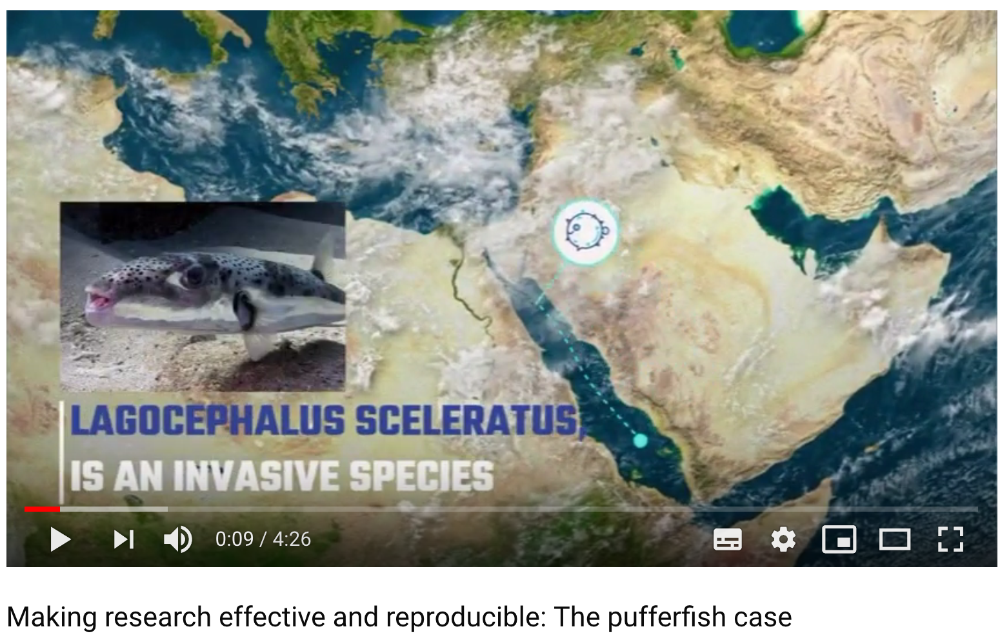 LAGOCEPHALUS SCELERATUS,
IS AN INVASIVE SPECIES
0:09 / 4:26
Making research effective and reproducible: The pufferfish case